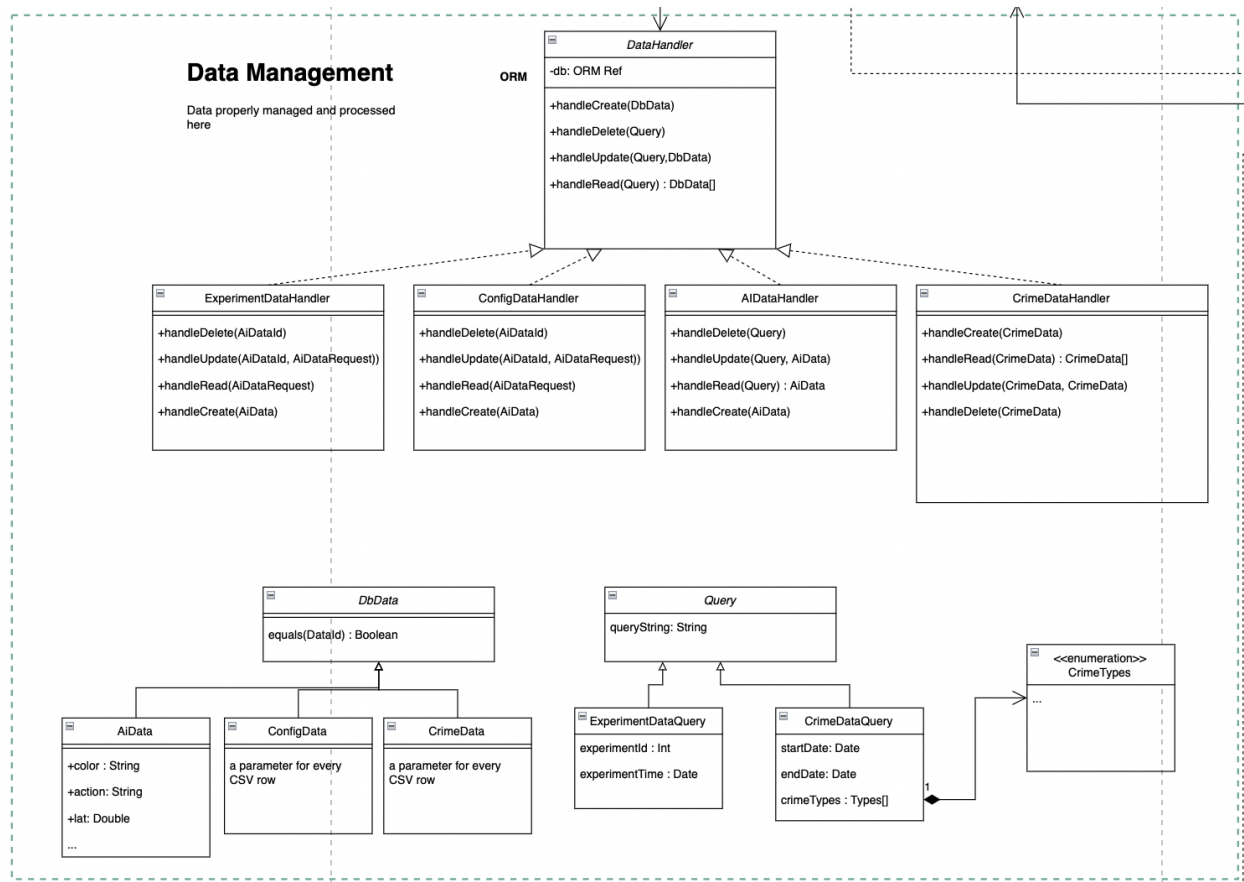 Data Management
Data properly managed and processed
here
ORM
DataHandler
-db: ORM Ref
+handleCreate(DbData)
+handleDelete(Query)
+handleUpdate(Query,DbData)
+handleRead(Query) : DbData[]
ExperimentDataHandler
+handleDelete(AiDataId)
+handleUpdate(AiDataId, AiDataRequest))
+handleRead(AiDataRequest)
+handleCreate(AiData)
ConfigDataHandler
+handleDelete(AiDataId)
+handleUpdate(AiDataId, AiDataRequest))
+handleRead(AiDataRequest)
+handleCreate(AiData)
AIDataHandler
+handleDelete(Query)
+handleUpdate(Query, AiData)
+handleRead(Query) : AiData
+handleCreate(AiData)
CrimeDataHandler
+handleCreate(CrimeData)
+handleRead(CrimeData) : CrimeData[]
+handleUpdate(CrimeData, CrimeData)
+handleDelete(CrimeData)
DbData
equals(DataId) : Boolean
Query
queryString: String
<<enumeration>>
CrimeTypes
...
AiData
+color : String
+action: String
+lat: Double
...
ConfigData
a parameter for every
CSV row
CrimeData
a parameter for every
CSV row
ExperimentDataQuery
experimentId : Int
experimentTime : Date
CrimeDataQuery
startDate: Date
endDate: Date
crimeTypes : Types[]
1